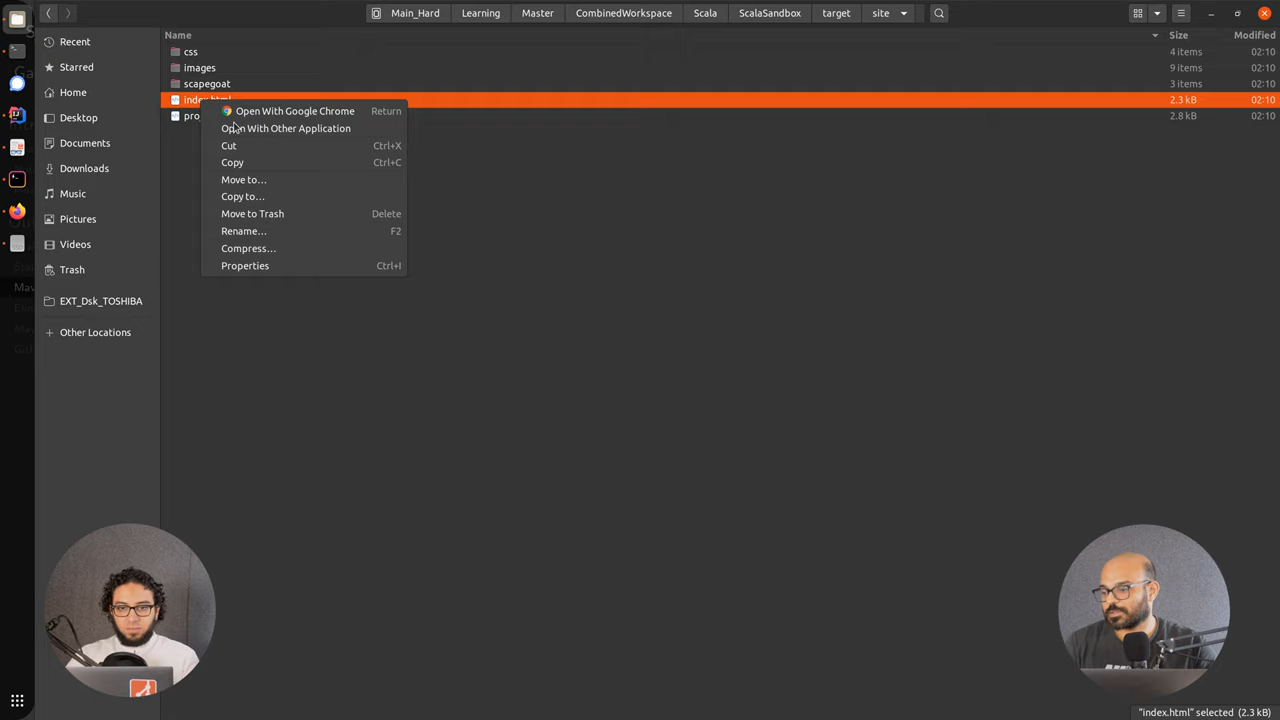 Main_Hard Learning Master CombinedWorkspace Scala ScalaSandbox target site
Name Size Modified
Recent
Starred
Home
Desktop
Documents
Downloads
Music
Pictures
Videos
Trash
EXT_Dsk_TOSHIBA
Other Locations
css 4 items 02:10
images 9 items 02:10
scapegoat 3 items 02:10
index.html 2.3 kB 02:10
pro 2.8 kB 02:10
Open With Google Chrome Return
Open With Other Application
Cut Ctrl+X
Copy Ctrl+C
Move to…
Copy to…
Move to Trash Delete
Rename… F2
Compress…
Properties Ctrl+I
"index.html" selected (2.3 kB)